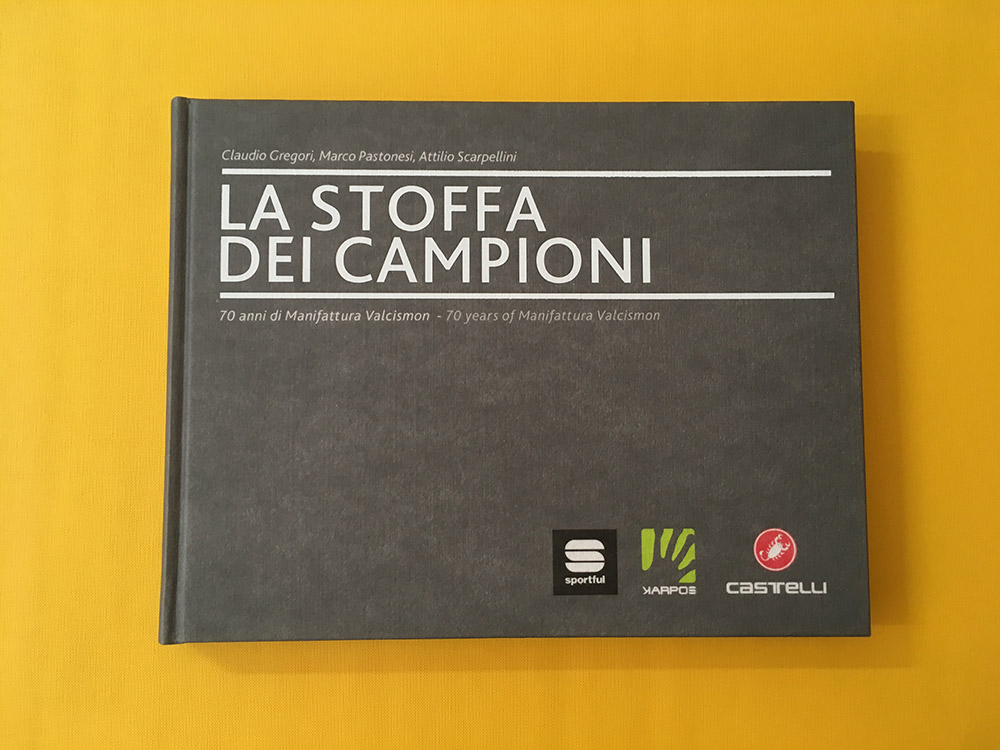 Claudio Gregori, Marco Pastonesi, Attilio Scarpellini
LA STOFFA
DEI CAMPIONI
70 anni di Manifattura Valcismon - 70 years of Manifattura Valcismon
sportful
KARPOS
CASTELLI